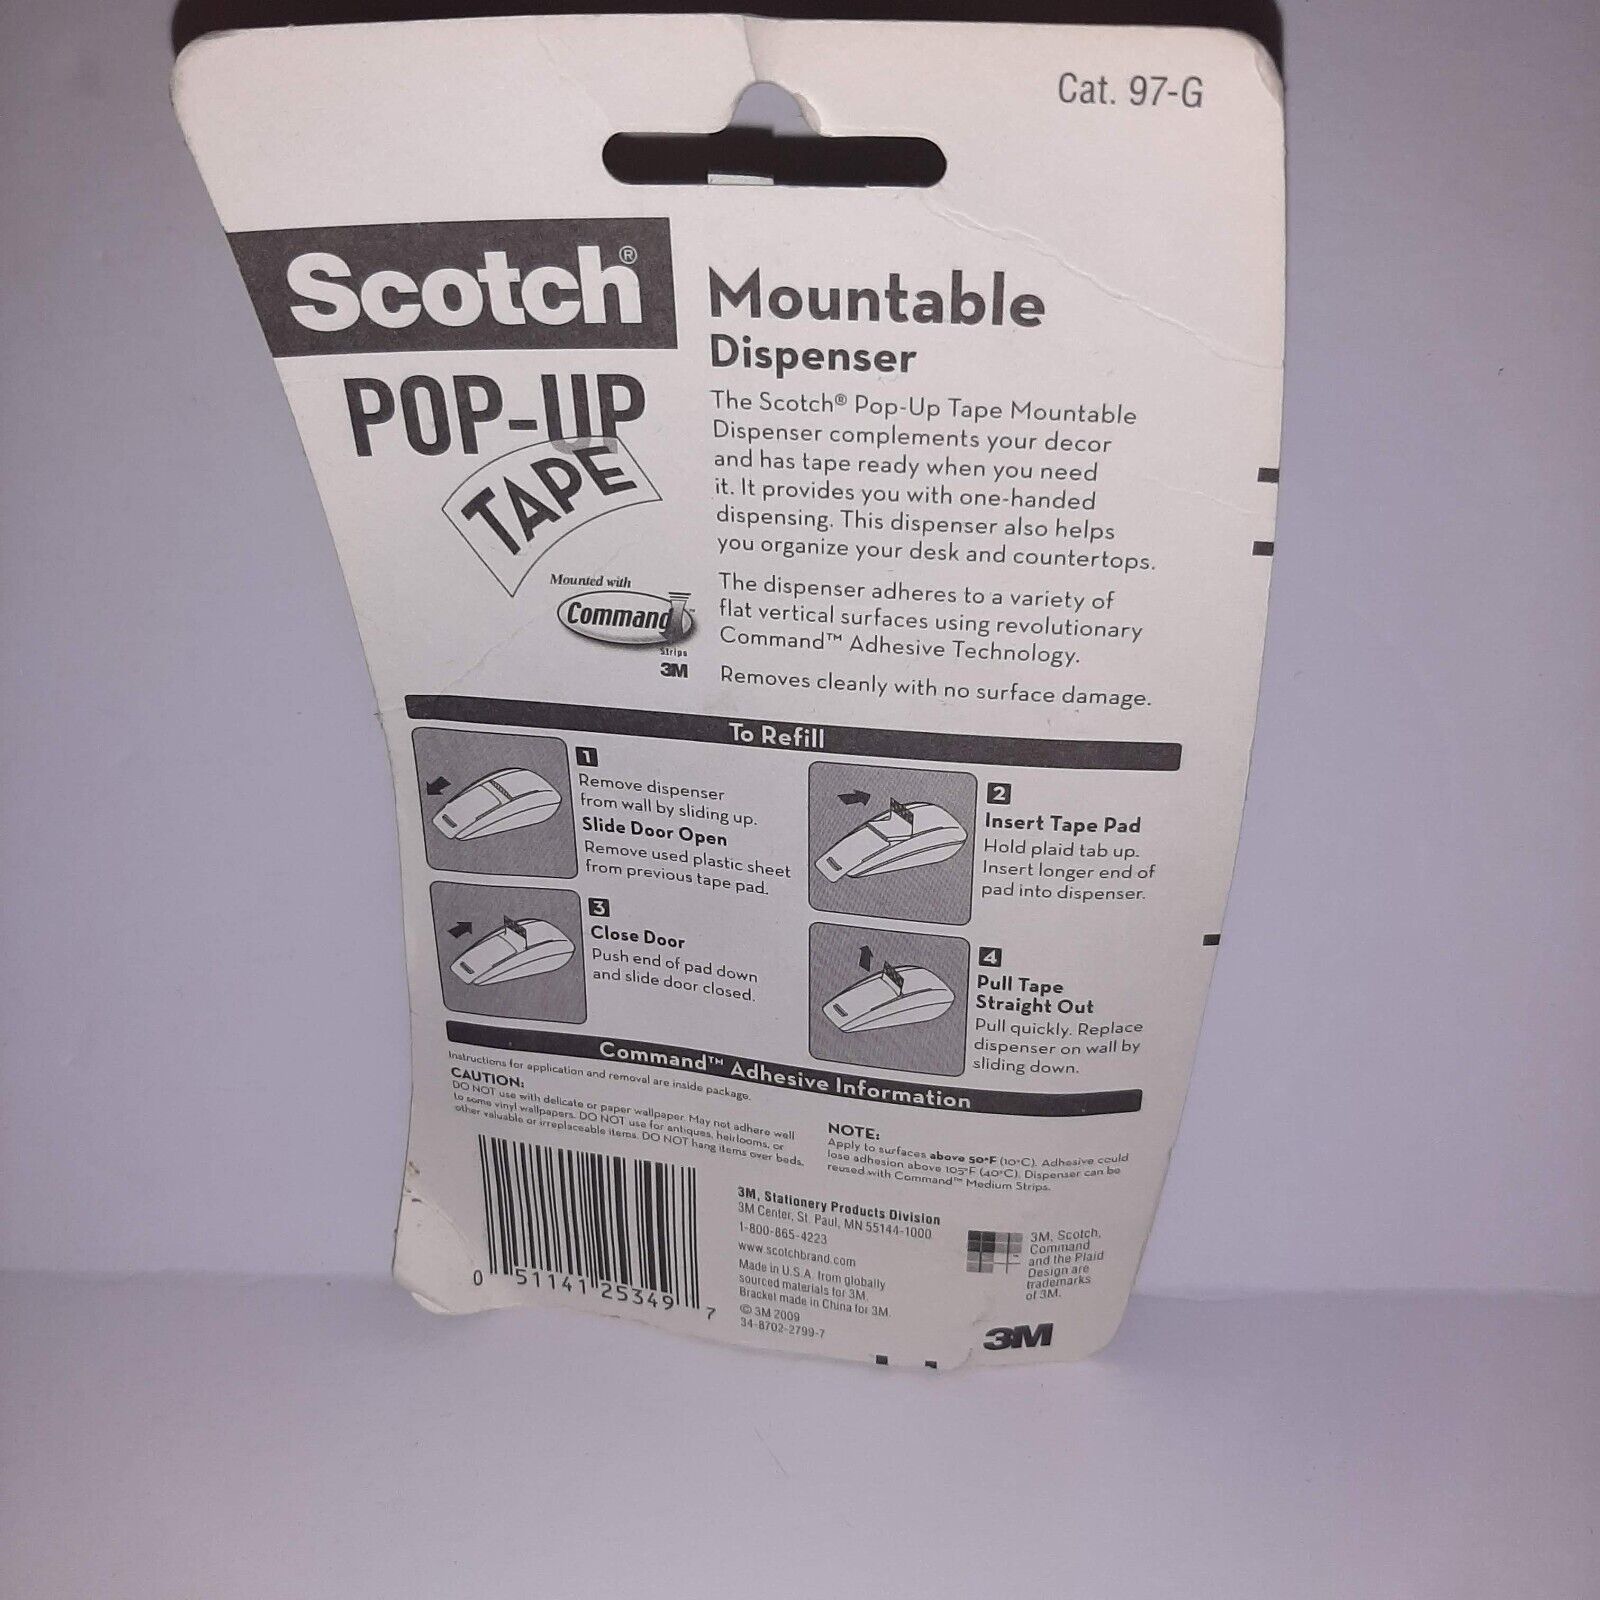 Cat. 97-G
Scotch®
POP-UP
TAPE
Mounted with
Command™
Strips
3M
Mountable
Dispenser
The Scotch® Pop-Up Tape Mountable
Dispenser complements your decor
and has tape ready when you need
it. It provides you with one-handed
dispensing. This dispenser also helps
you organize your desk and countertops.
The dispenser adheres to a variety of
flat vertical surfaces using revolutionary
Command™ Adhesive Technology.
Removes cleanly with no surface damage.
To Refill
1
Remove dispenser
from wall by sliding up.
Slide Door Open
Remove used plastic sheet
from previous tape pad.
2
Insert Tape Pad
Hold plaid tab up.
Insert longer end of
pad into dispenser.
3
Close Door
Push end of pad down
and slide door closed.
4
Pull Tape
Straight Out
Pull quickly. Replace
dispenser on wall by
sliding down.
Command™ Adhesive Information
Instructions for application and removal are inside package.
CAUTION:
DO NOT use with delicate or paper wallpaper. May not adhere well
to some vinyl wallpapers. DO NOT use for antiques, heirlooms, or
other valuable or irreplaceable items. DO NOT hang items over beds.
NOTE:
Apply to surfaces above 50°F (10°C). Adhesive could
lose adhesion above 105°F (40°C). Dispenser can be
reused with Command™ Medium Strips.
0 51141 25349 7
3M, Stationery Products Division
3M Center, St. Paul, MN 55144-1000
1-800-865-4223
www.scotchbrand.com
Made in U.S.A. from globally
sourced materials for 3M.
Bracket made in China for 3M.
© 3M 2009
34-8702-2799-7
3M, Scotch,
Command
and the Plaid
Design are
trademarks
of 3M.
3M